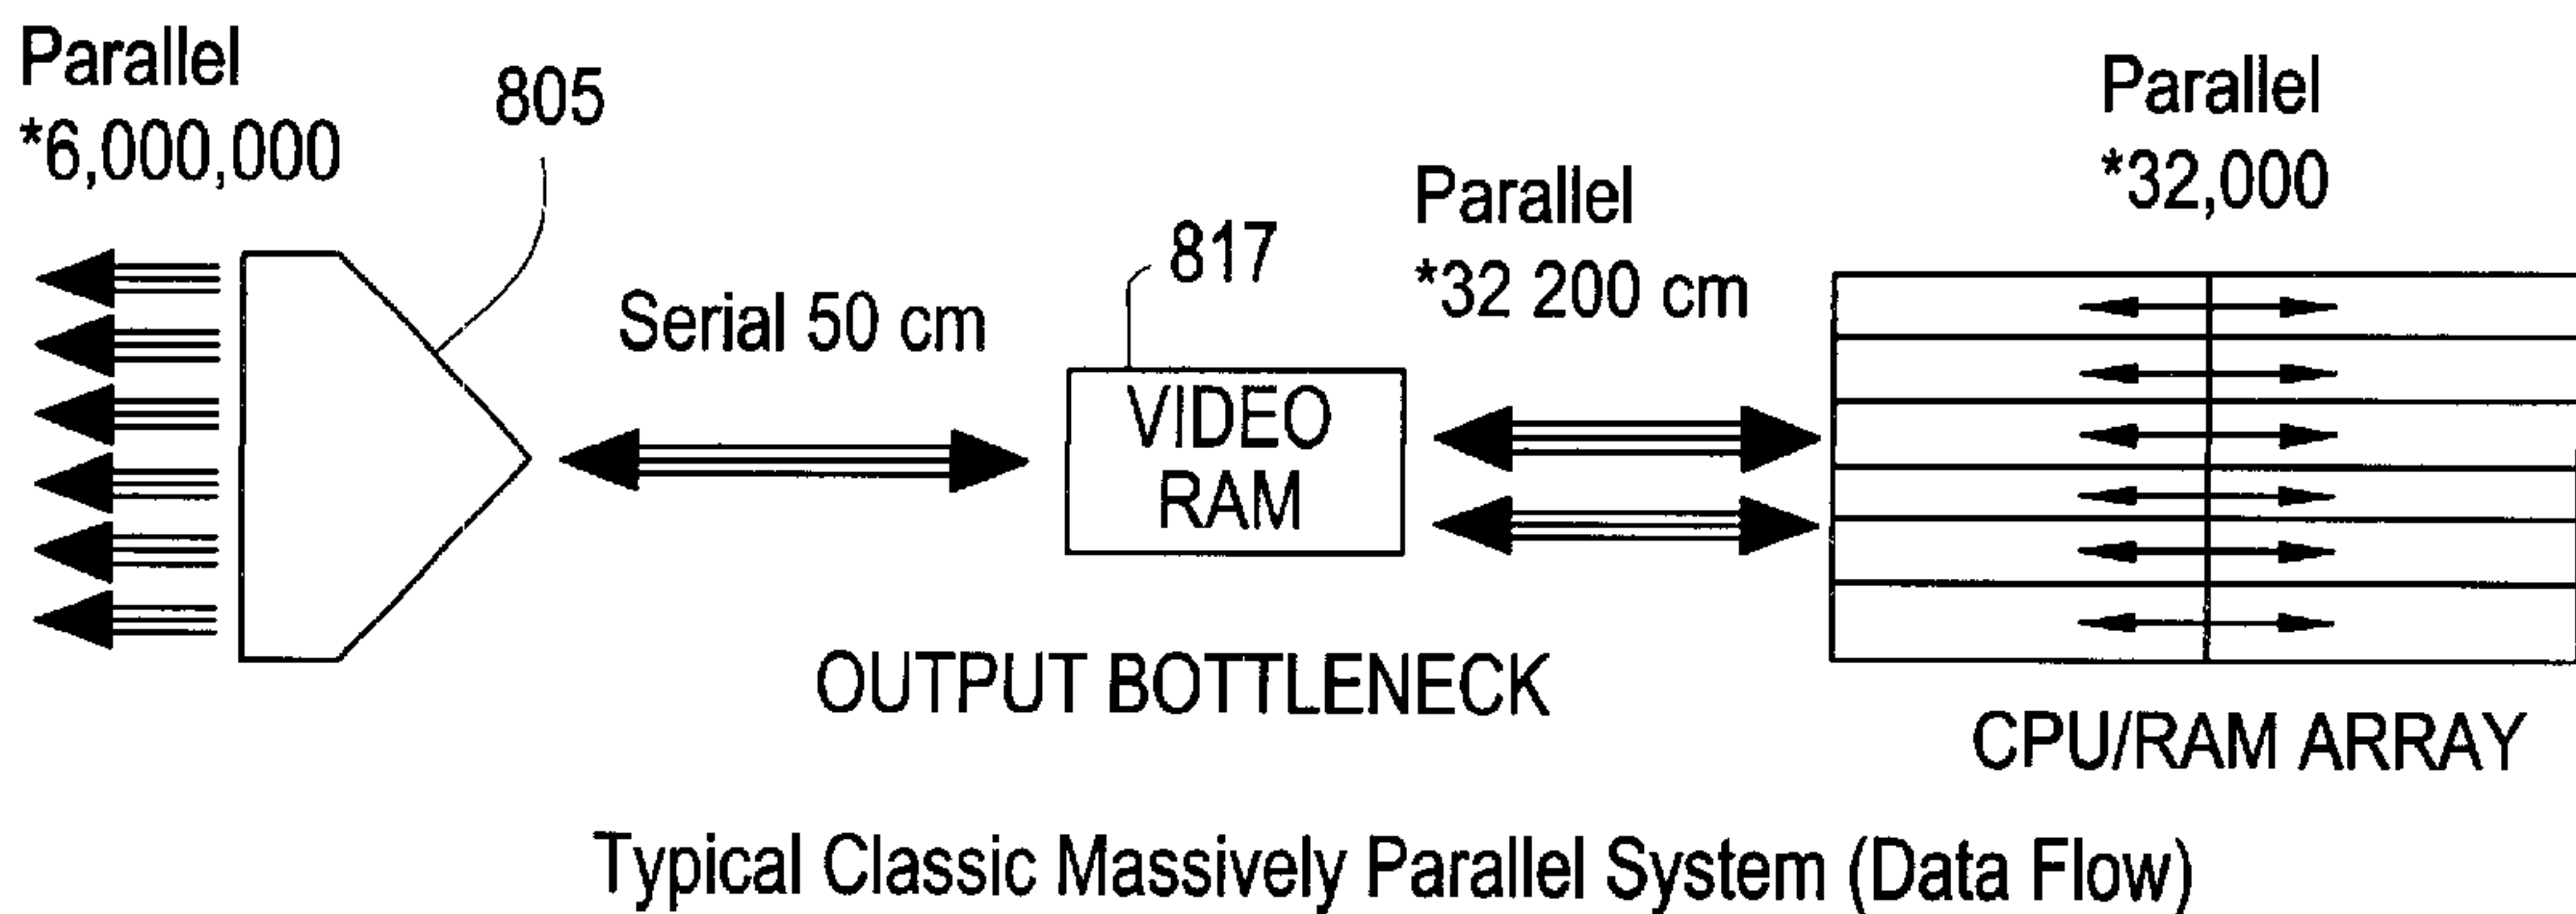 Parallel
*6,000,000
805
Serial 50 cm
817
VIDEO
RAM
Parallel
*32 200 cm
Parallel
*32,000
OUTPUT BOTTLENECK
CPU/RAM ARRAY
Typical Classic Massively Parallel System (Data Flow)